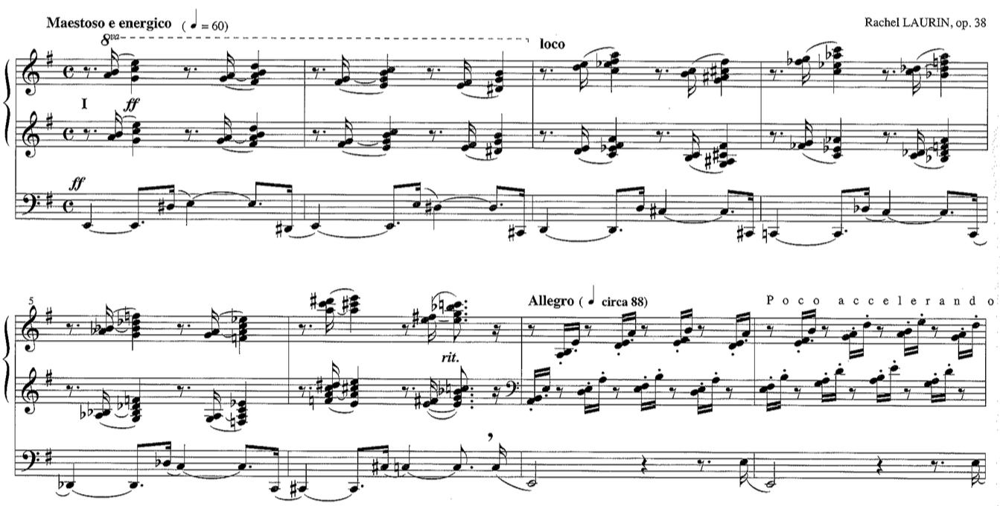 Maestoso e energico ( ♩ = 60)
Rachel LAURIN, op. 38
8va
loco
I
ff
ff
5
Allegro ( ♩ circa 88)
Poco accelerando
rit.